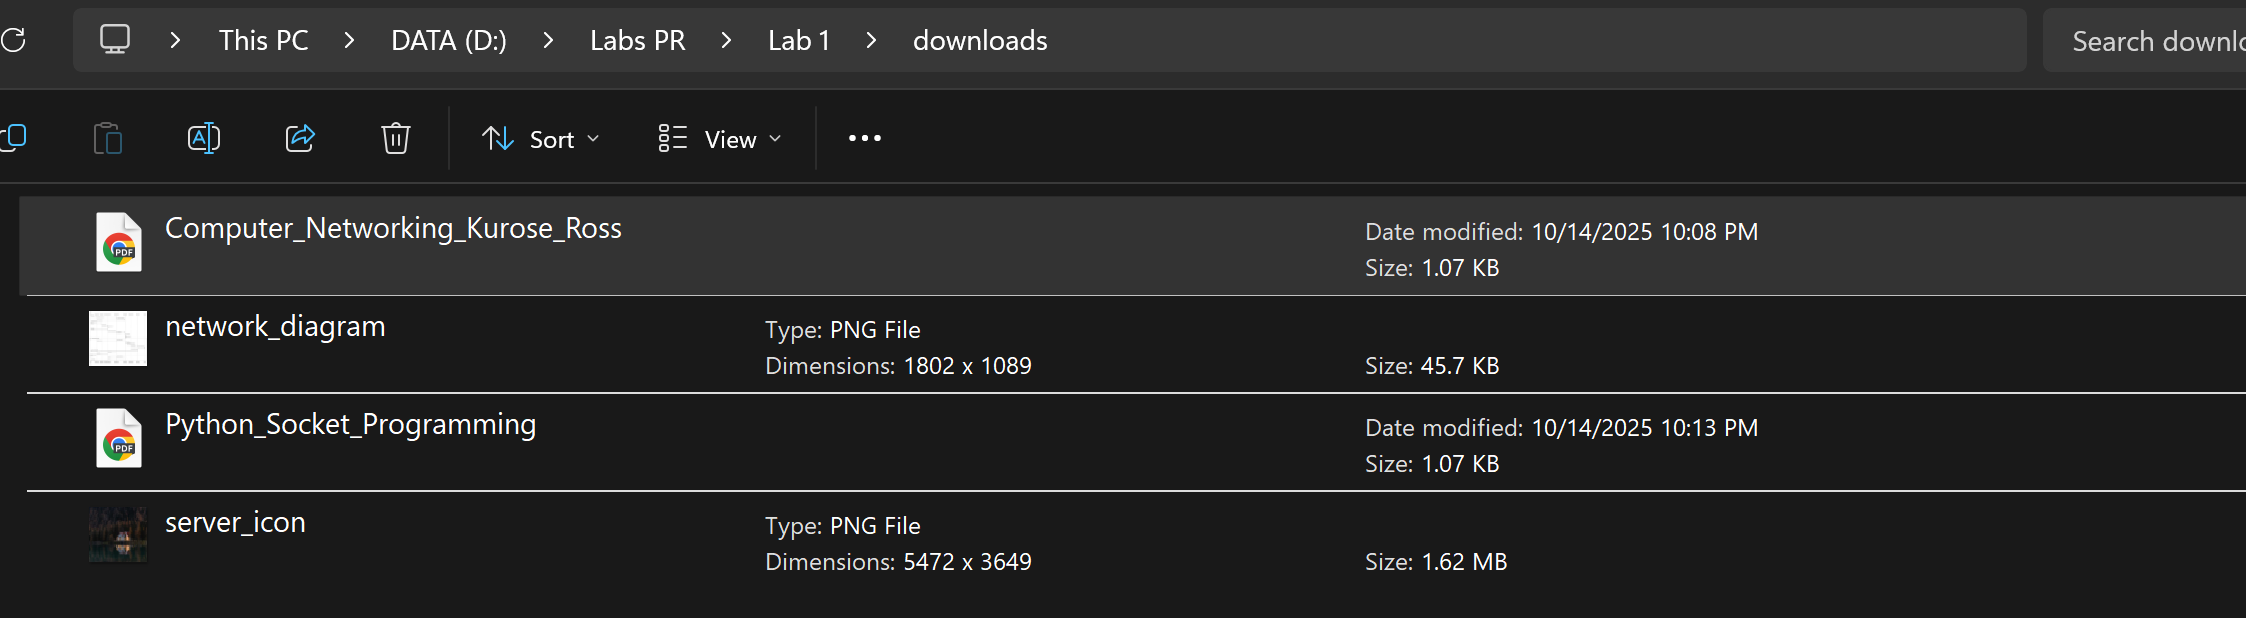 This PC > DATA (D:) > Labs PR > Lab 1 > downloads
Search downlo
Sort
View
Computer_Networking_Kurose_Ross
Date modified: 10/14/2025 10:08 PM
Size: 1.07 KB
network_diagram
Type: PNG File
Dimensions: 1802 x 1089
Size: 45.7 KB
Python_Socket_Programming
Date modified: 10/14/2025 10:13 PM
Size: 1.07 KB
server_icon
Type: PNG File
Dimensions: 5472 x 3649
Size: 1.62 MB
PDF
PDF